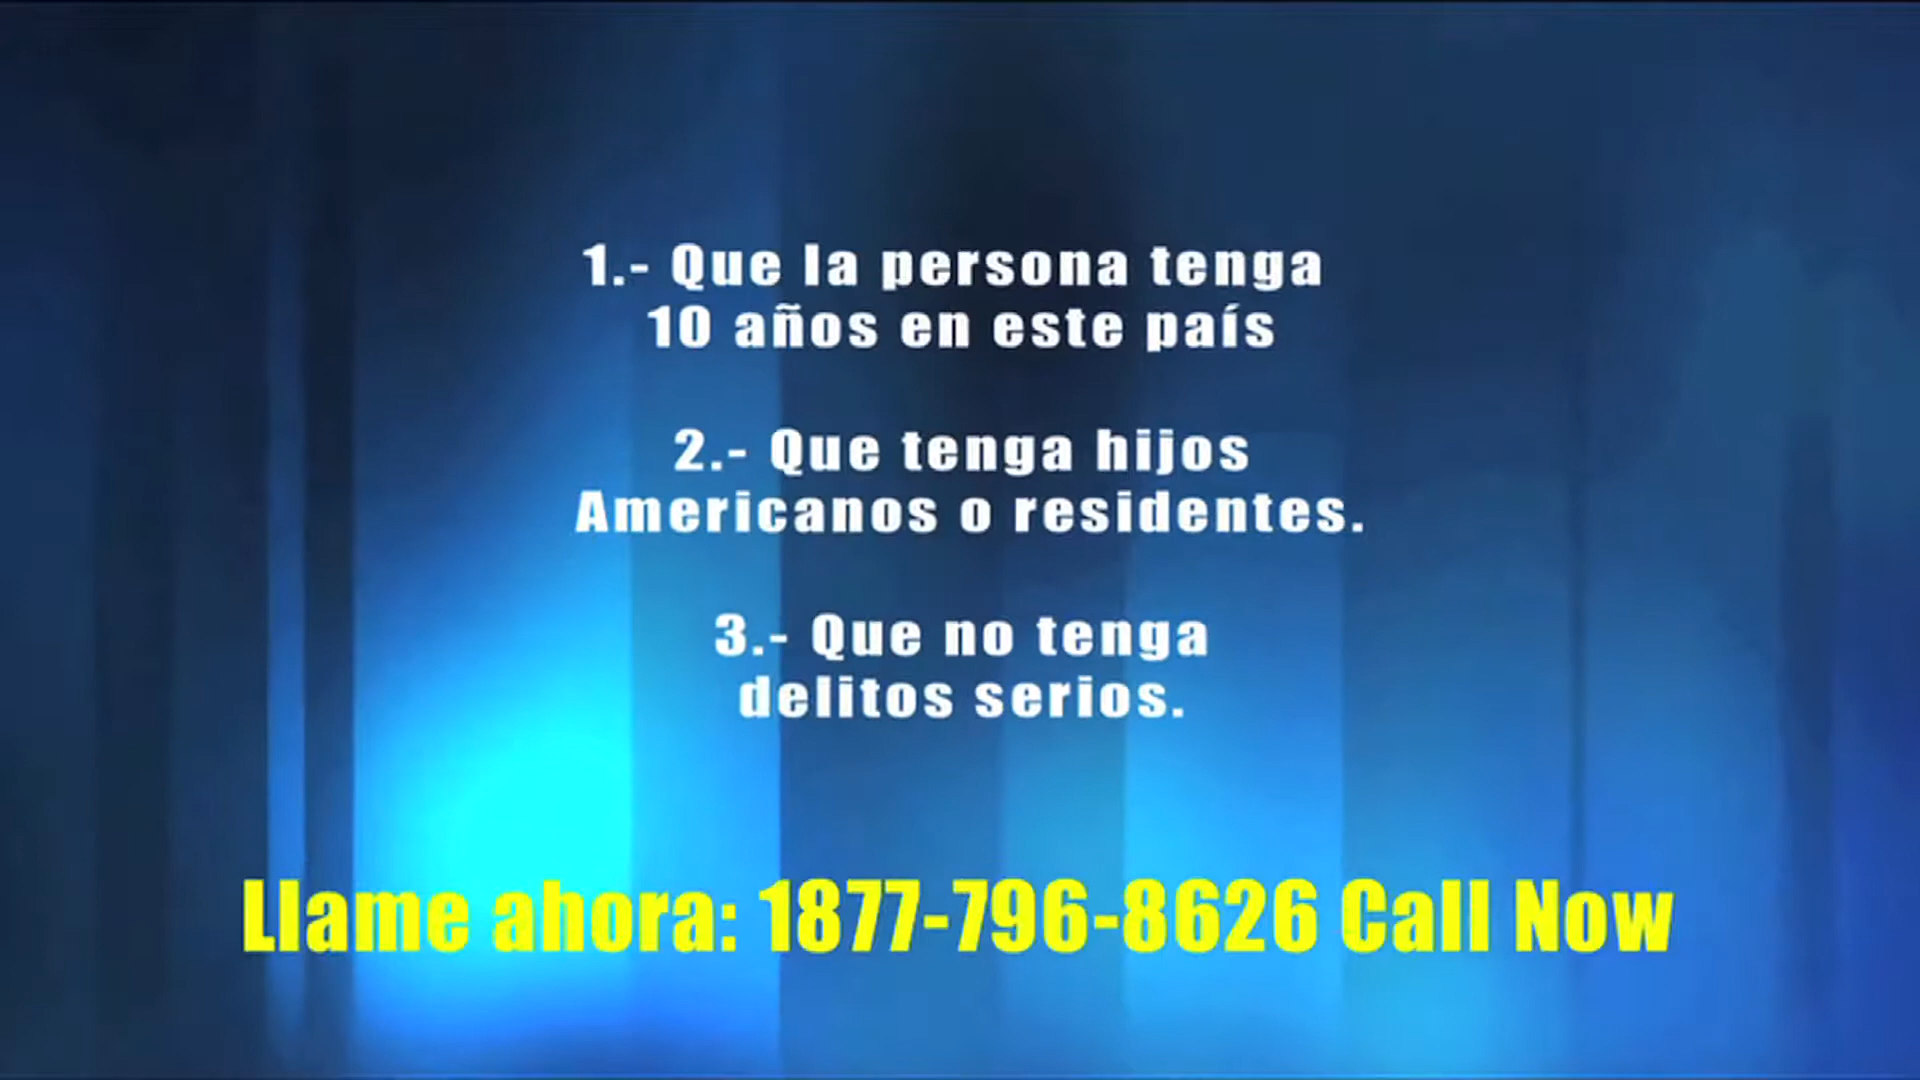 1.- Que la persona tenga
10 años en este país
2.- Que tenga hijos
Americanos o residentes.
3.- Que no tenga
delitos serios.
Llame ahora: 1877-796-8626 Call Now